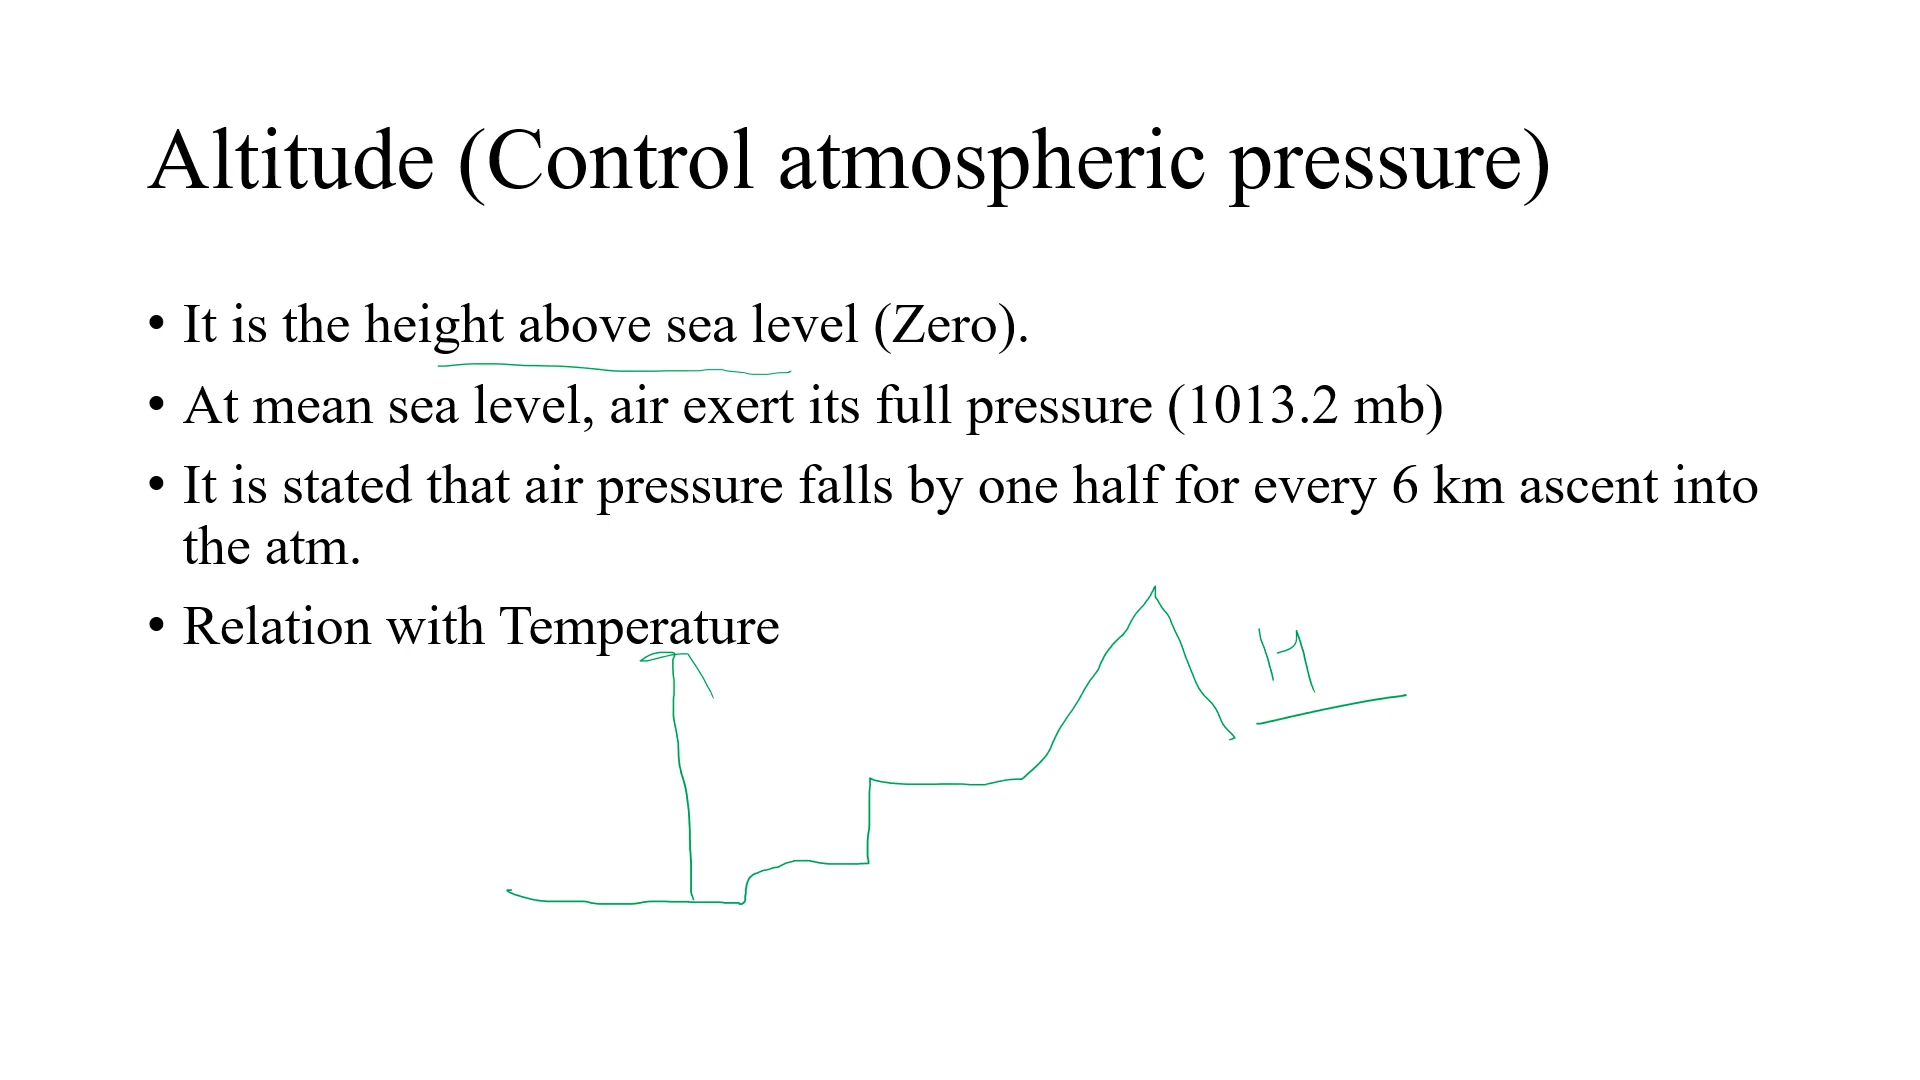 Altitude (Control atmospheric pressure)
• It is the height above sea level (Zero).
• At mean sea level, air exert its full pressure (1013.2 mb)
• It is stated that air pressure falls by one half for every 6 km ascent into
the atm.
• Relation with Temperature
H